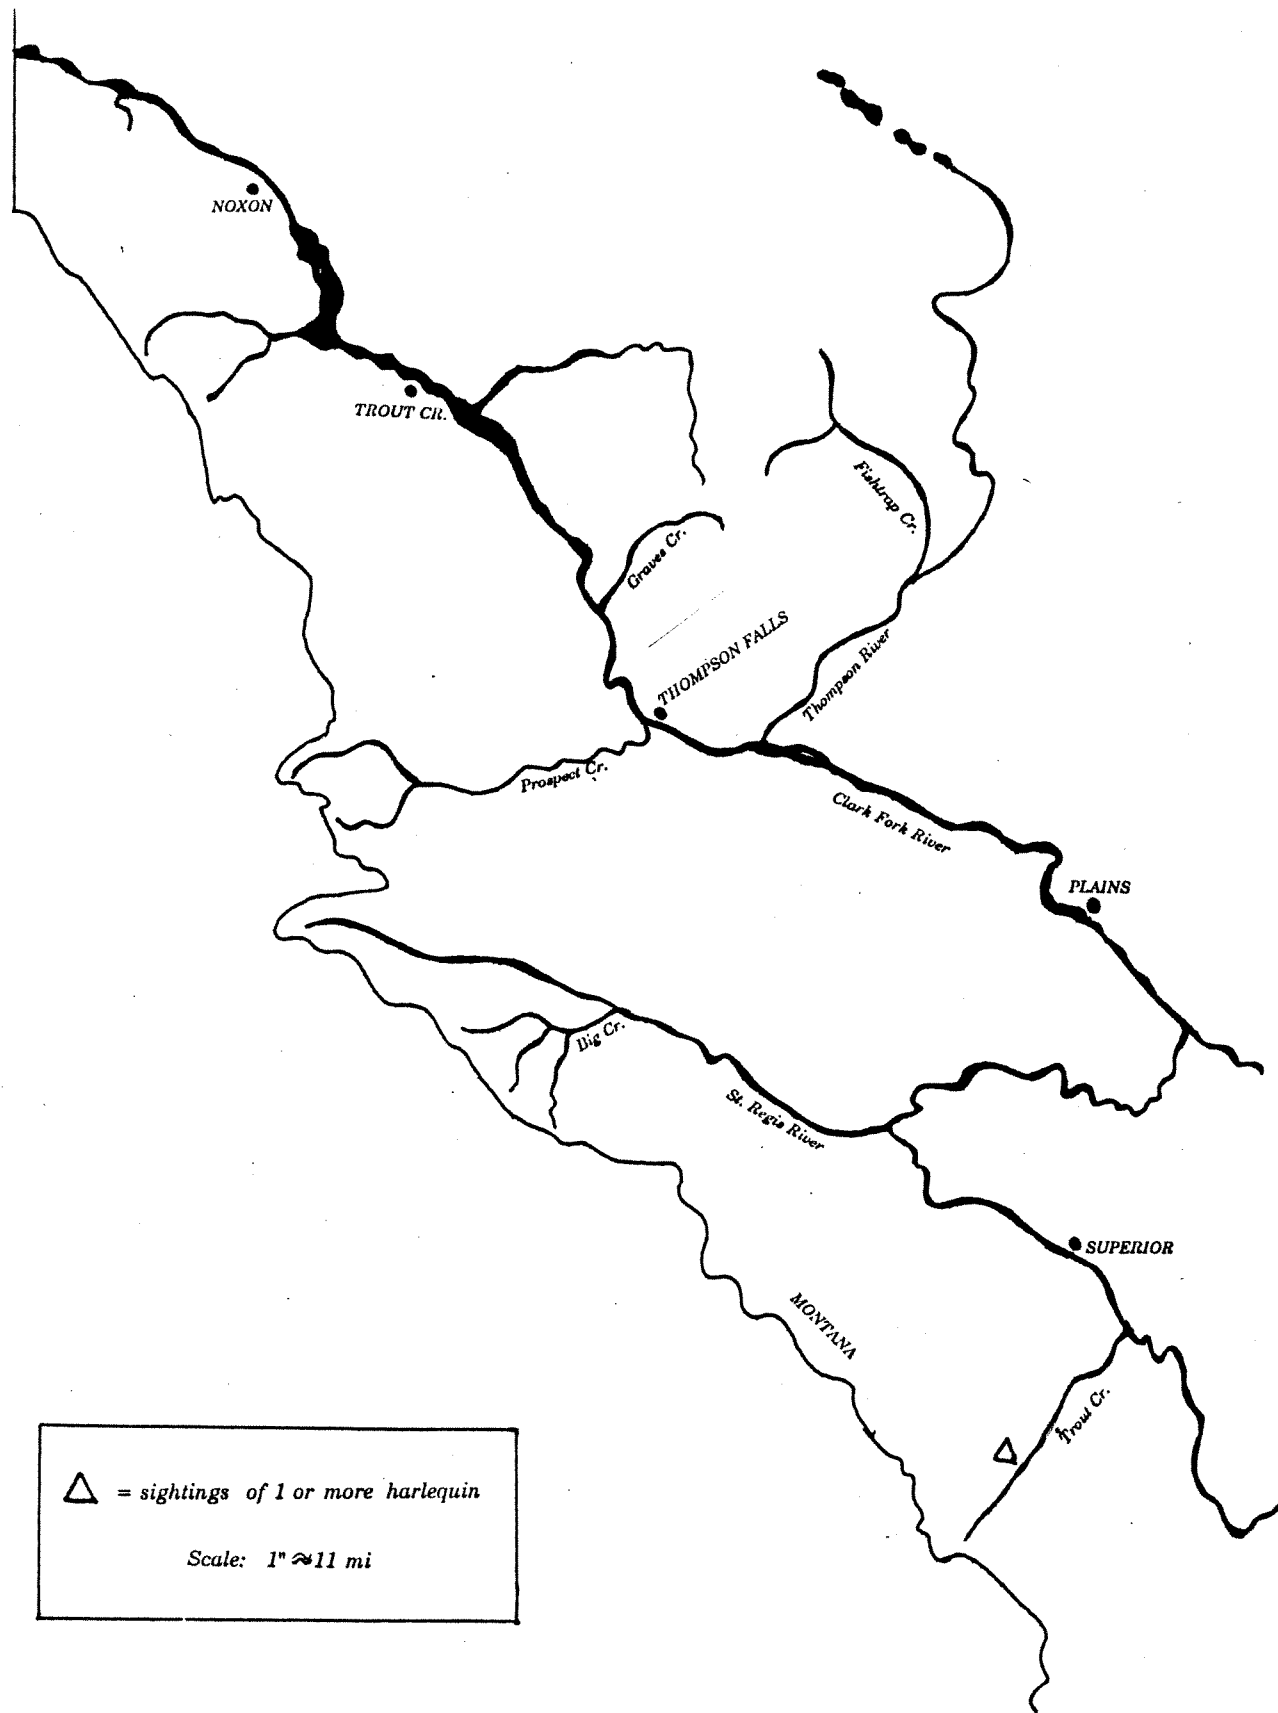 NOXON
TROUT CR.
Fishtrap Cr.
Graves Cr.
THOMPSON FALLS
Thompson River
Prospect Cr.
Clark Fork River
PLAINS
Big Cr.
St. Regis River
SUPERIOR
MONTANA
Trout Cr.
= sightings of 1 or more harlequin
Scale: 1" ≈ 11 mi